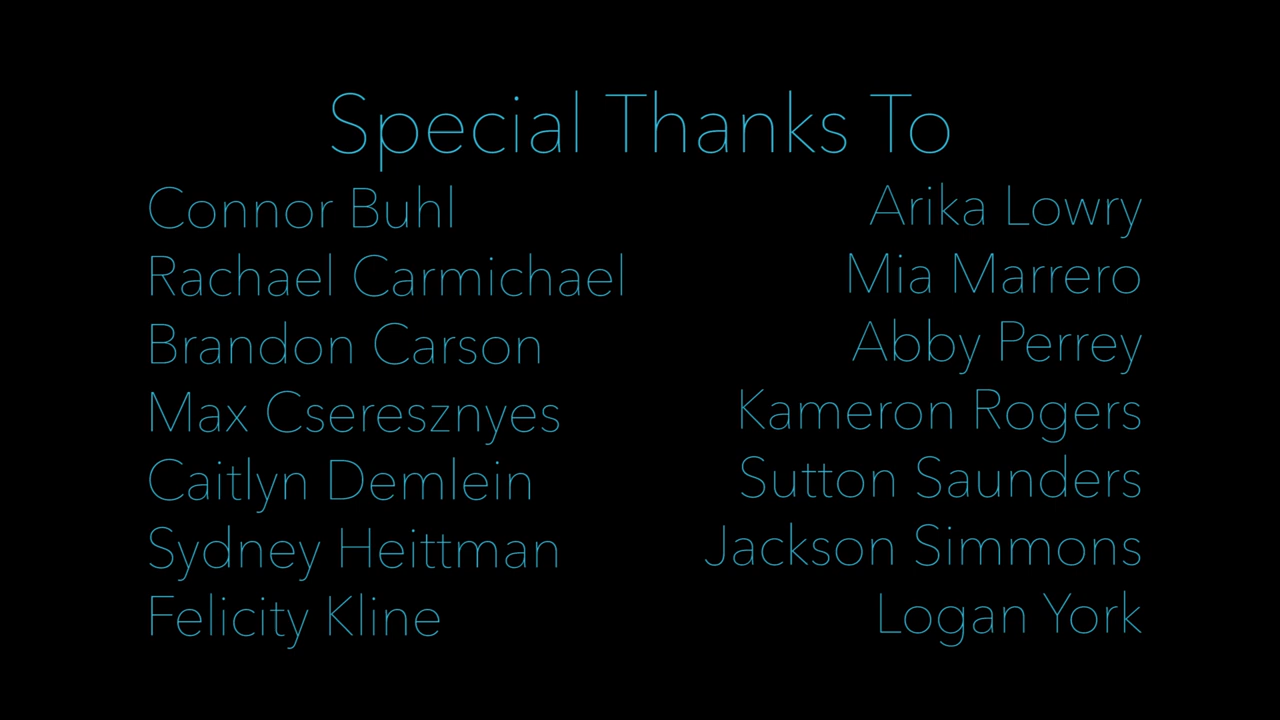 Special Thanks To
Connor Buhl
Rachael Carmichael
Brandon Carson
Max Cseresznyes
Caitlyn Demlein
Sydney Heittman
Felicity Kline
Arika Lowry
Mia Marrero
Abby Perrey
Kameron Rogers
Sutton Saunders
Jackson Simmons
Logan York